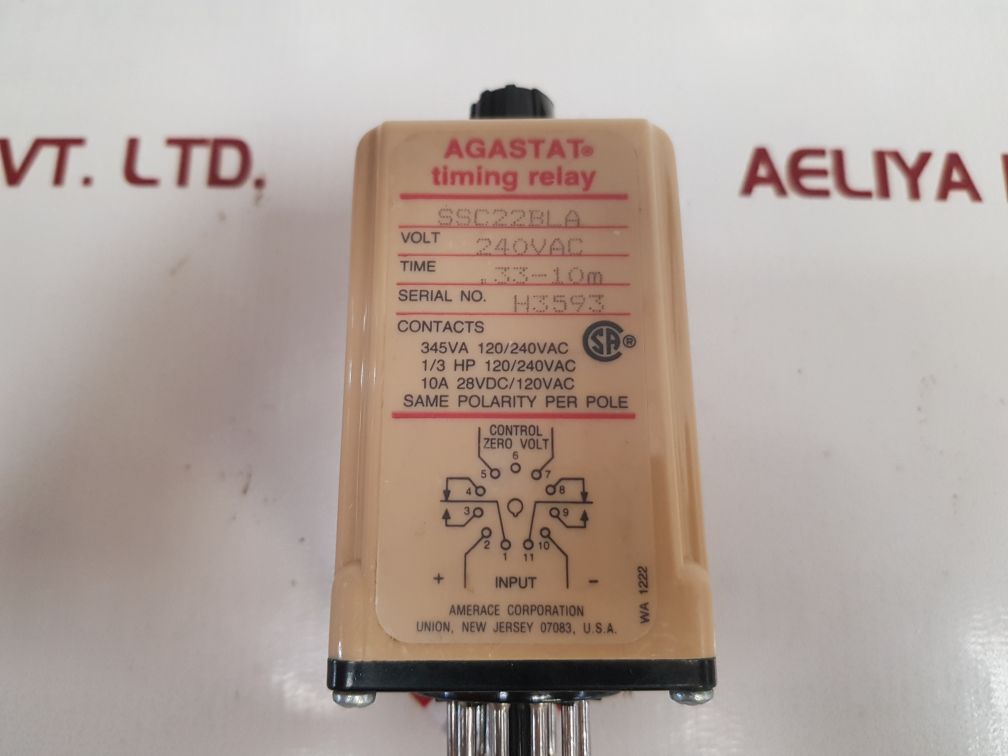 VT. LTD.
AELIYA
AGASTAT®
timing relay
SSC22BLA
VOLT 240VAC
TIME .33-10m
SERIAL NO. H3593
CONTACTS
345VA 120/240VAC
1/3 HP 120/240VAC
10A 28VDC/120VAC
SAME POLARITY PER POLE
SA ®
CONTROL
ZERO VOLT
6
5 7
4 8
3 9
2 1 11 10
+ INPUT -
WA 1222
AMERACE CORPORATION
UNION, NEW JERSEY 07083, U.S.A.